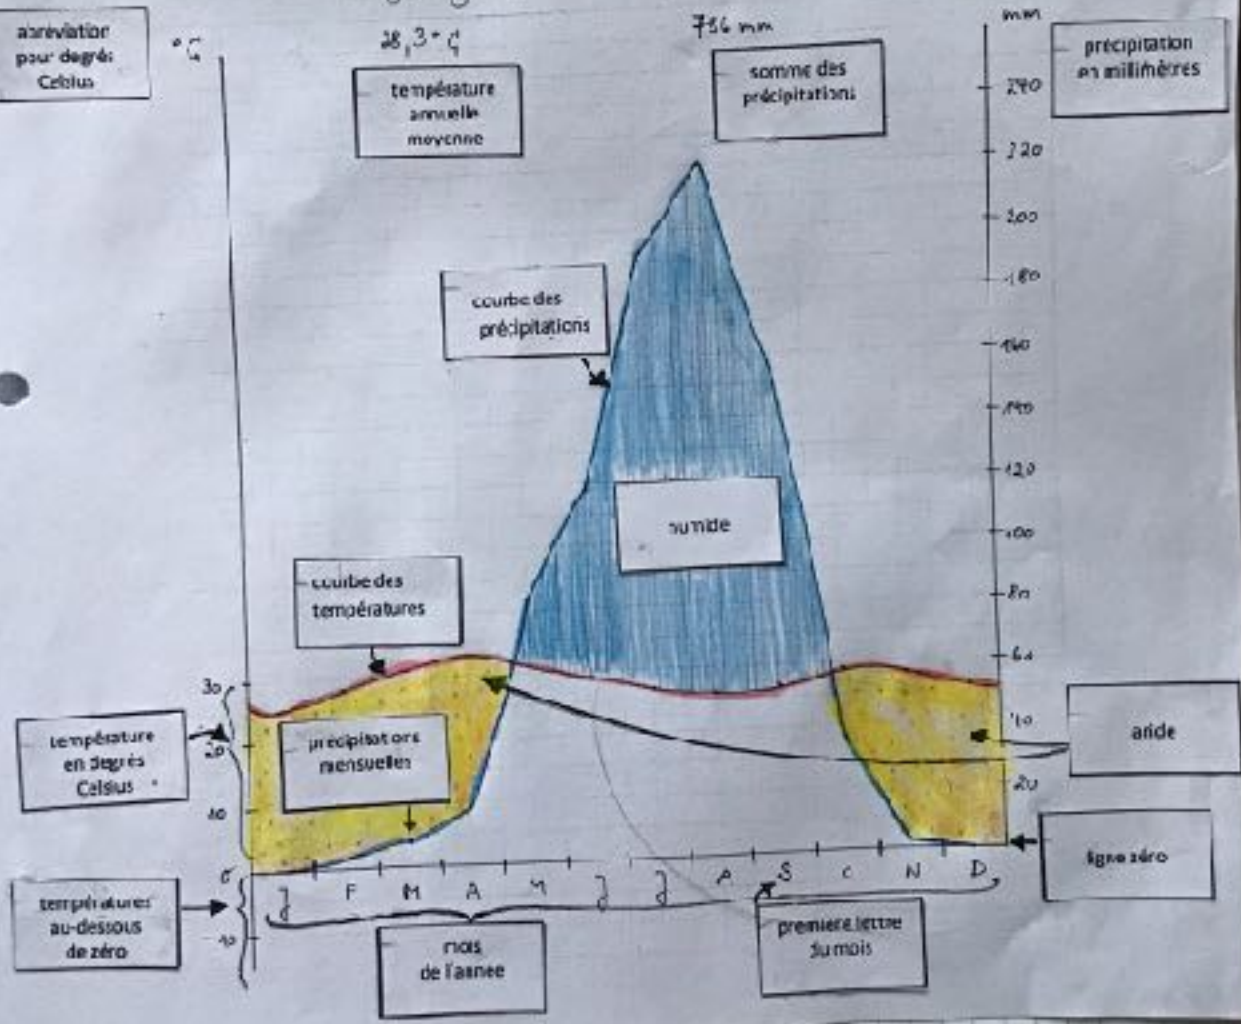 abréviation
pour degrés
Celsius
°C
28,3°C
température
annuelle
moyenne
736 mm
somme des
précipitations
mm
précipitation
en millimètres
240
220
200
180
160
140
120
100
80
60
40
20
courbe des
précipitations
humide
courbe des
températures
30
20
10
0
-10
température
en degrés
Celsius
précipitations
mensuelles
aride
ligne zéro
J F M A M J J A S O N D
températures
au-dessous
de zéro
mois
de l'année
première lettre
du mois